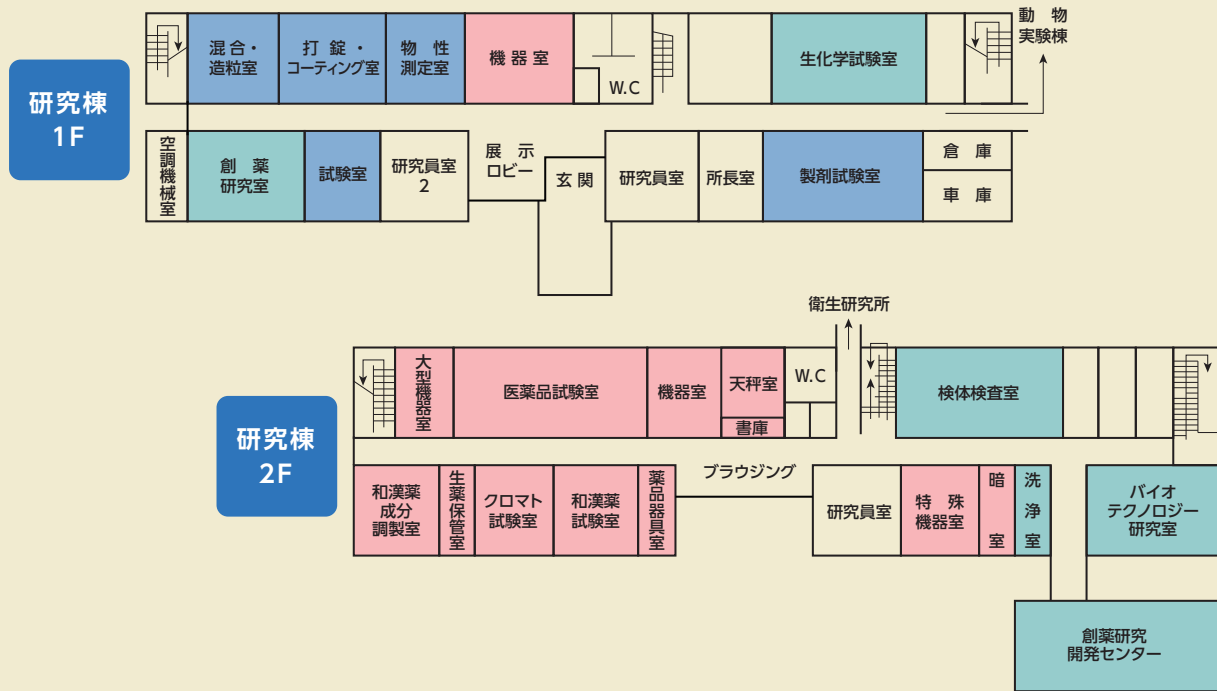 研究棟
1F
混合・
造粒室
打 錠・
コーティング室
物 性
測定室
機 器 室
W.C
生化学試験室
動 物
実験棟
空調機械室
創 薬
研究室
試験室
研究員室
2
展 示
ロビー
玄 関
研究員室
所長室
製剤試験室
倉 庫
車 庫
研究棟
2F
衛生研究所
大型機器室
医薬品試験室
機器室
天秤室
書庫
W.C
検体検査室
和漢薬
成分
調製室
生薬保管室
クロマト
試験室
和漢薬
試験室
薬品器具室
ブラウジング
研究員室
特 殊
機器室
暗 室
洗 浄 室
バイオ
テクノロジー
研究室
創薬研究
開発センター